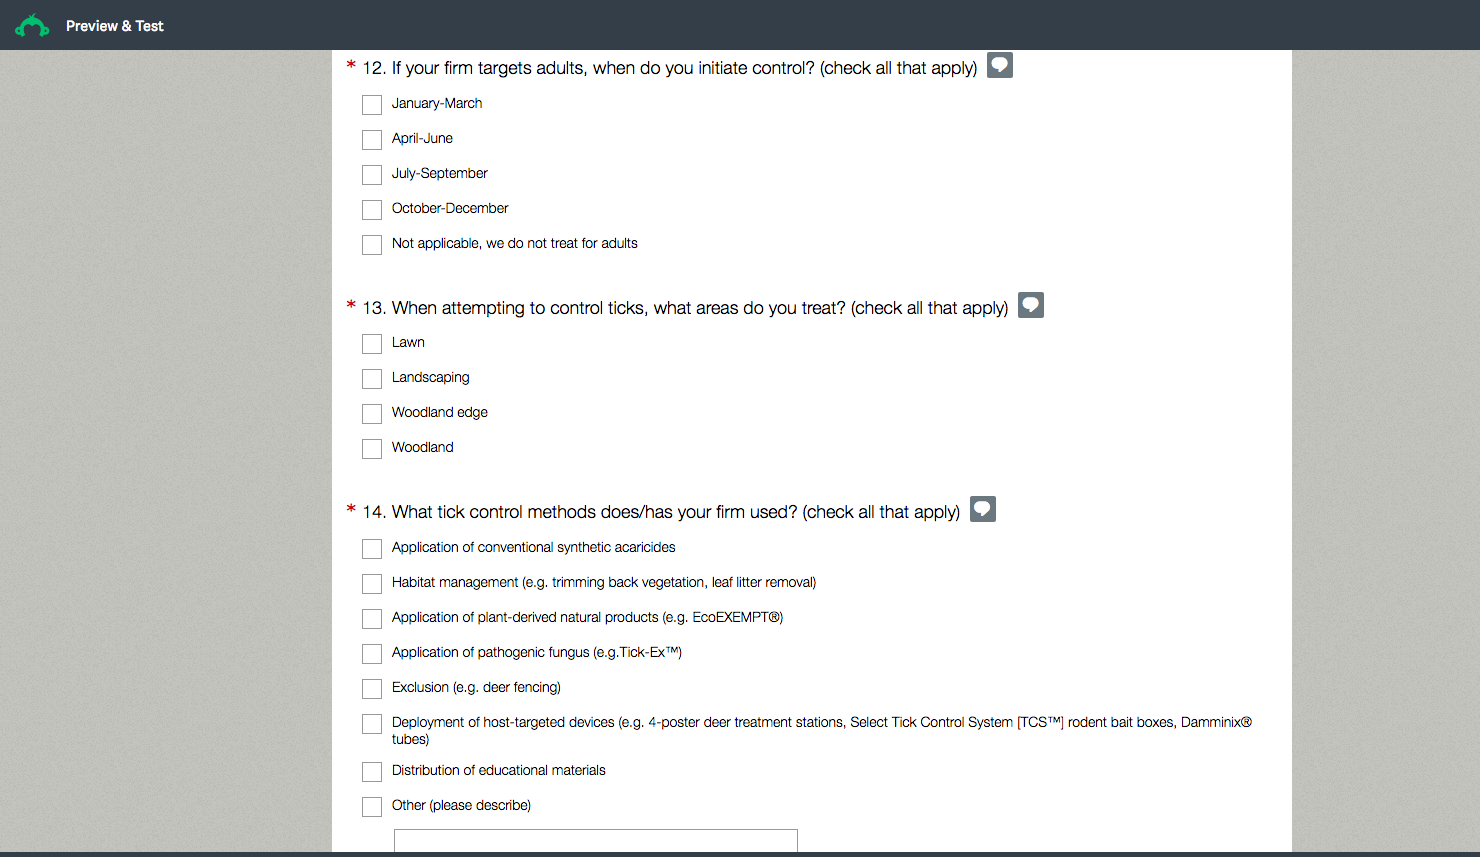 Preview & Test
* 12. If your firm targets adults, when do you initiate control? (check all that apply)
January-March
April-June
July-September
October-December
Not applicable, we do not treat for adults
* 13. When attempting to control ticks, what areas do you treat? (check all that apply)
Lawn
Landscaping
Woodland edge
Woodland
* 14. What tick control methods does/has your firm used? (check all that apply)
Application of conventional synthetic acaricides
Habitat management (e.g. trimming back vegetation, leaf litter removal)
Application of plant-derived natural products (e.g. EcoEXEMPT®)
Application of pathogenic fungus (e.g.Tick-Ex™)
Exclusion (e.g. deer fencing)
Deployment of host-targeted devices (e.g. 4-poster deer treatment stations, Select Tick Control System [TCS™] rodent bait boxes, Damminix®
tubes)
Distribution of educational materials
Other (please describe)